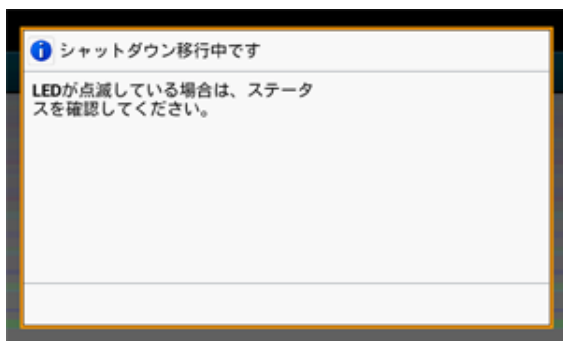 シャットダウン移行中です
LEDが点滅している場合は、ステータ
スを確認してください。